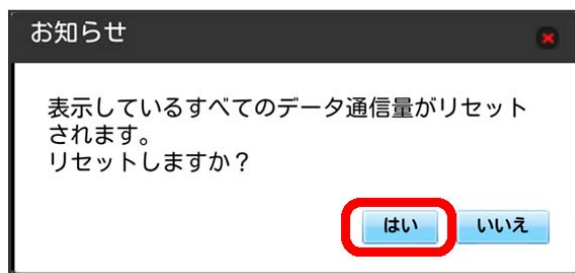 お知らせ
表示しているすべてのデータ通信量がリセット
されます。
リセットしますか？
はい いいえ